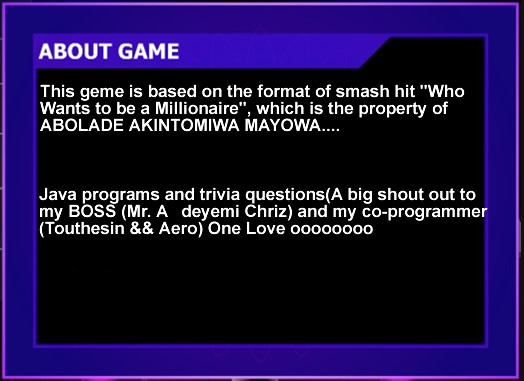 ABOUT GAME
This geme is based on the format of smash hit "Who
Wants to be a Millionaire", which is the property of
ABOLADE AKINTOMIWA MAYOWA....
Java programs and trivia questions(A big shout out to
my BOSS (Mr. A deyemi Chriz) and my co-programmer
(Touthesin && Aero) One Love oooooooo